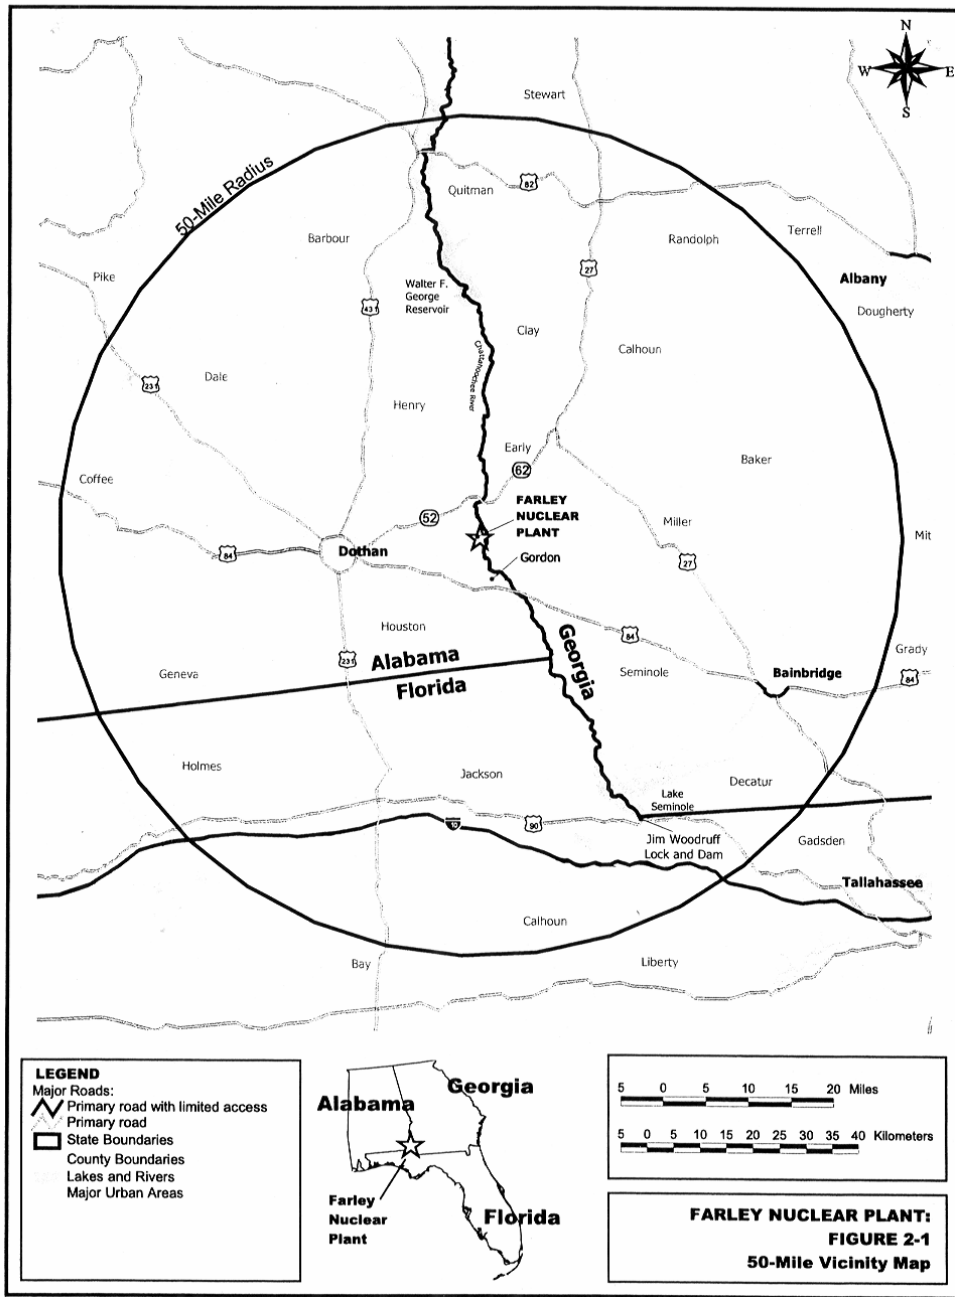 N
W E
S
Stewart
50-Mile Radius
Quitman
82
Barbour
Randolph
Terrell
Pike
27
Albany
Walter F.
George
Reservoir
431
Dougherty
Clay
Chattahoochee River
Calhoun
231
Dale
Henry
Early
Baker
62
Coffee
FARLEY
NUCLEAR
PLANT
52
Miller
Mit
84
Dothan
Gordon
27
Houston
84
Georgia
Grady
231
Alabama
Florida
Geneva
Seminole
Bainbridge
84
Holmes
Jackson
Decatur
Lake
Seminole
10
90
Jim Woodruff
Lock and Dam
Gadsden
Tallahassee
Calhoun
Bay
Liberty
LEGEND
Major Roads:
Primary road with limited access
Primary road
State Boundaries
County Boundaries
Lakes and Rivers
Major Urban Areas
Georgia
Alabama
Farley
Nuclear
Plant
Florida
5 0 5 10 15 20 Miles
5 0 5 10 15 20 25 30 35 40 Kilometers
FARLEY NUCLEAR PLANT:
FIGURE 2-1
50-Mile Vicinity Map